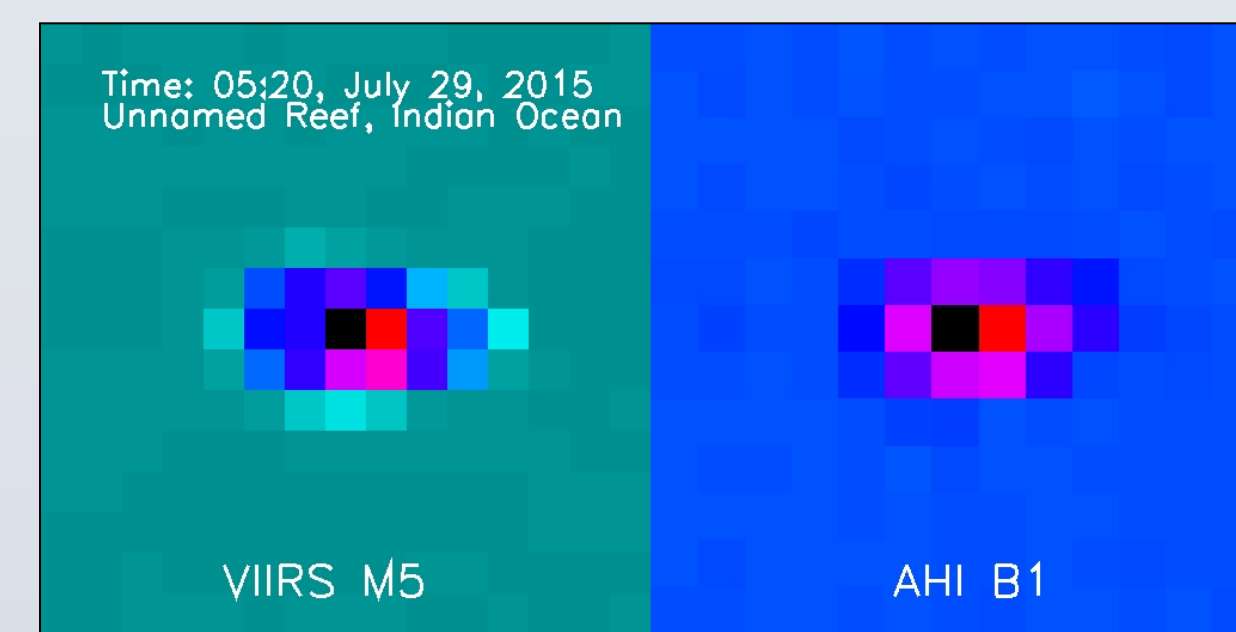 Time: 05:20, July 29, 2015
Unnamed Reef, Indian Ocean
VIIRS M5
AHI B1